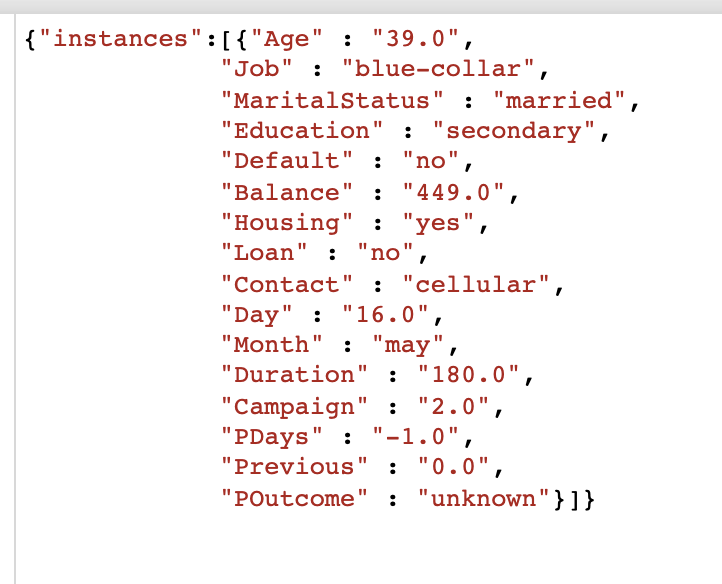 {"instances":[{"Age" : "39.0",
"Job" : "blue-collar",
"MaritalStatus" : "married",
"Education" : "secondary",
"Default" : "no",
"Balance" : "449.0",
"Housing" : "yes",
"Loan" : "no",
"Contact" : "cellular",
"Day" : "16.0",
"Month" : "may",
"Duration" : "180.0",
"Campaign" : "2.0",
"PDays" : "-1.0",
"Previous" : "0.0",
"POutcome" : "unknown"}]}